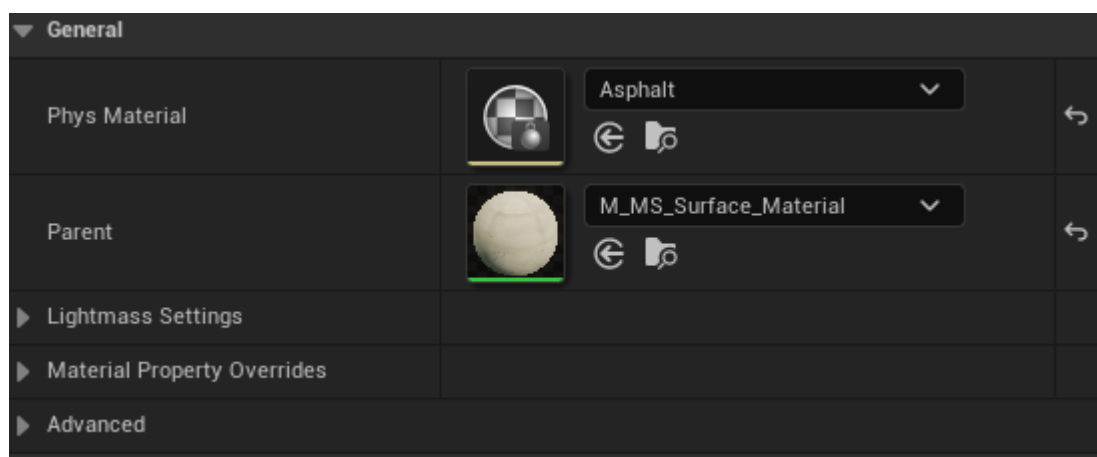 General
Phys Material
Asphalt
Parent
M_MS_Surface_Material
Lightmass Settings
Material Property Overrides
Advanced